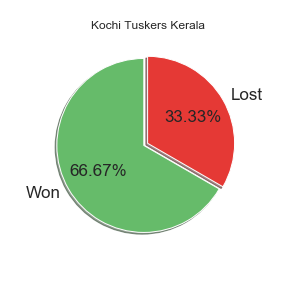 Kochi Tuskers Kerala
Lost
33.33%
66.67%
Won